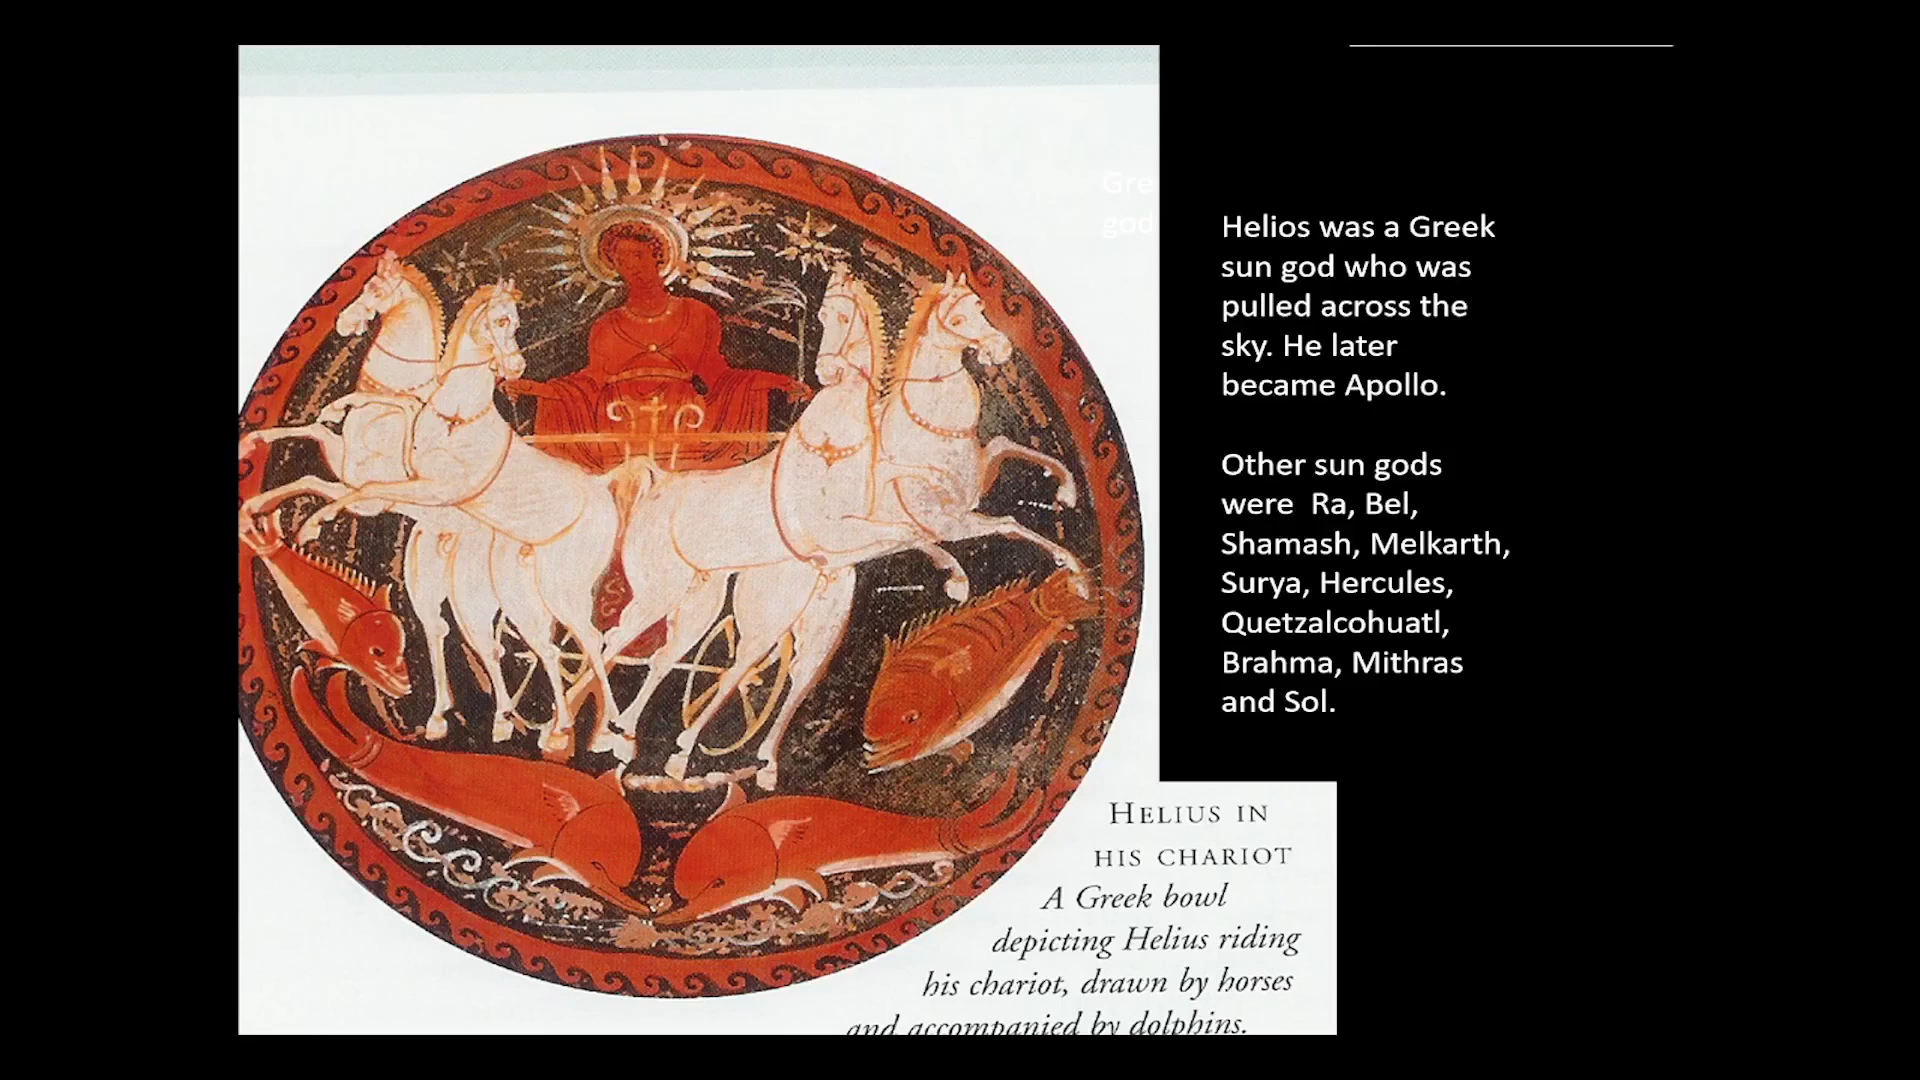 Gre
god
Helios was a Greek
sun god who was
pulled across the
sky. He later
became Apollo.
Other sun gods
were Ra, Bel,
Shamash, Melkarth,
Surya, Hercules,
Quetzalcohuatl,
Brahma, Mithras
and Sol.
HELIUS IN
HIS CHARIOT
A Greek bowl
depicting Helius riding
his chariot, drawn by horses
and accompanied by dolphins.